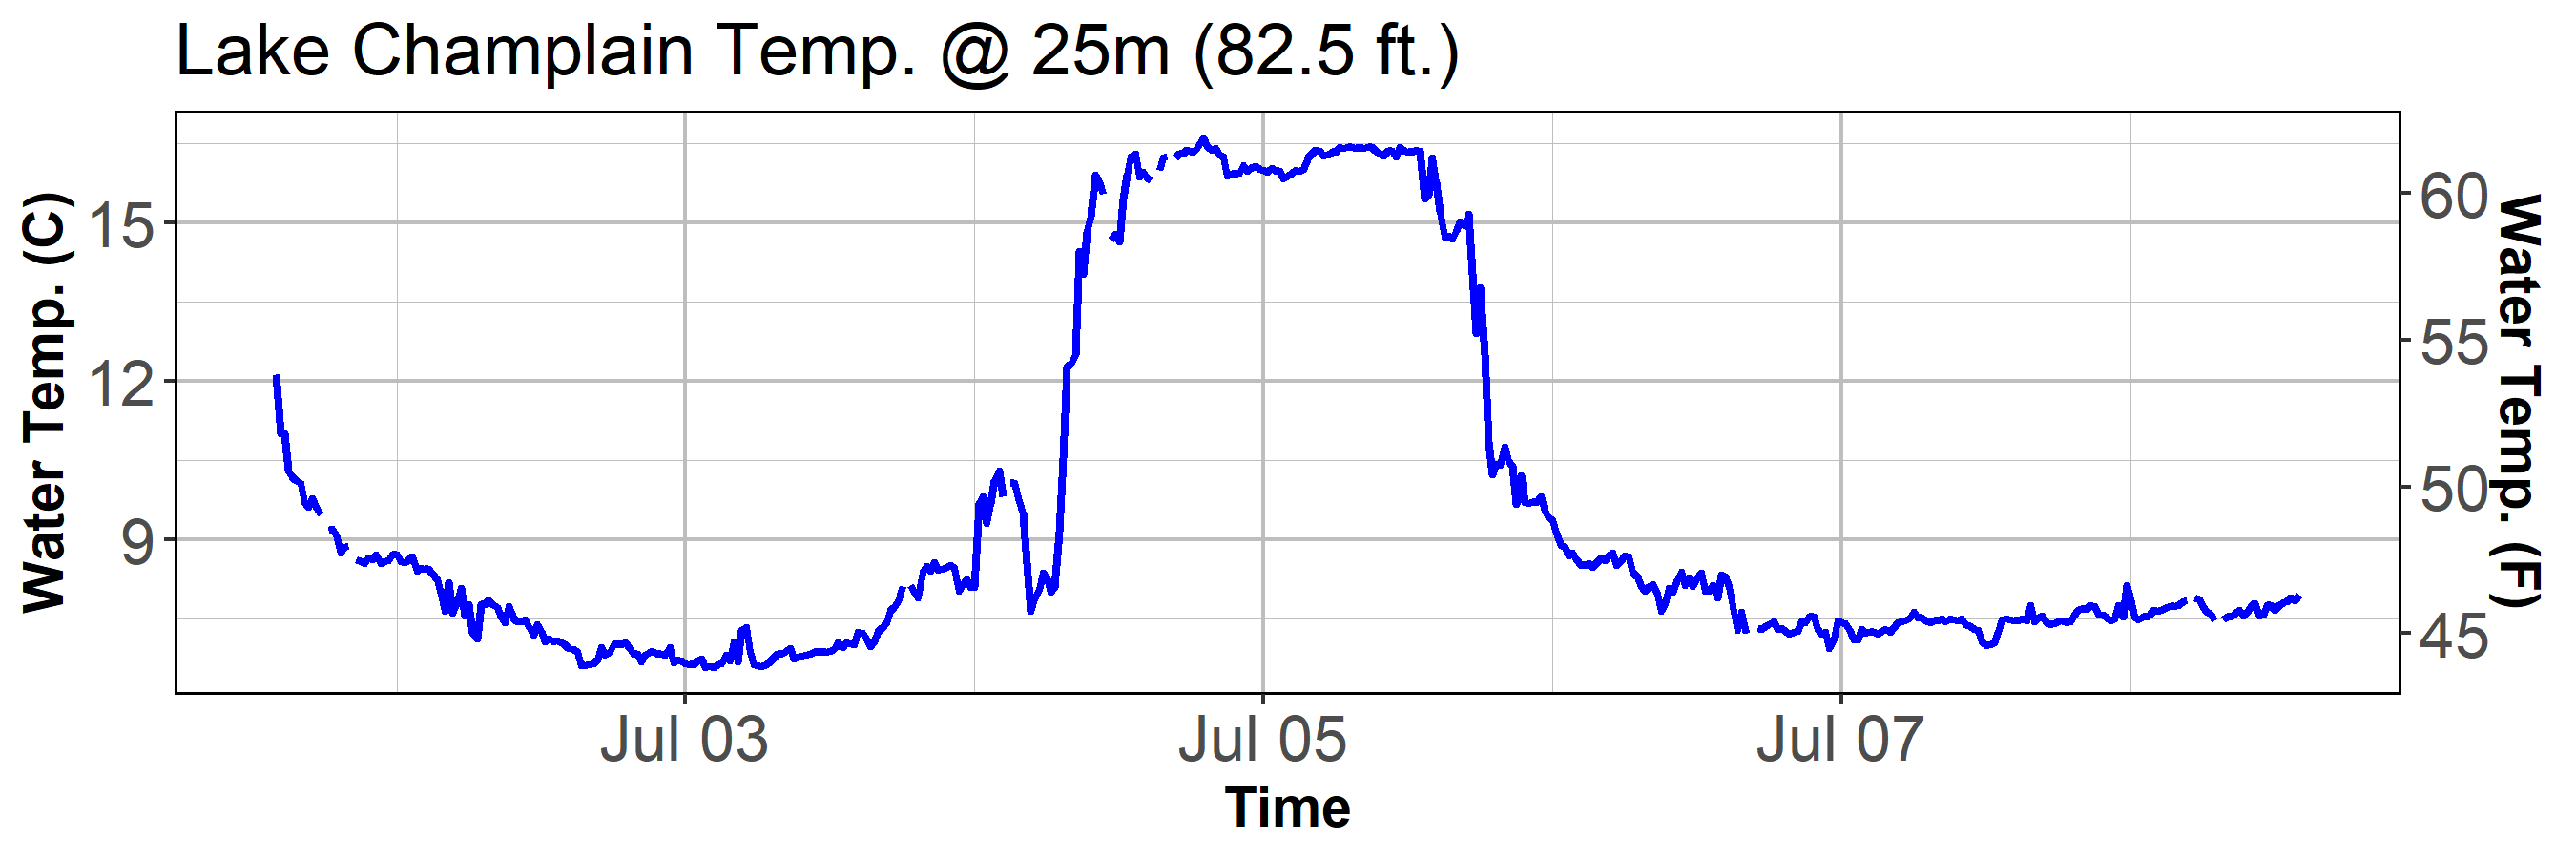 Lake Champlain Temp. @ 25m (82.5 ft.)
Water Temp. (C)
15
12
9
60
55
50
45
Water Temp. (F)
Jul 03
Jul 05
Jul 07
Time